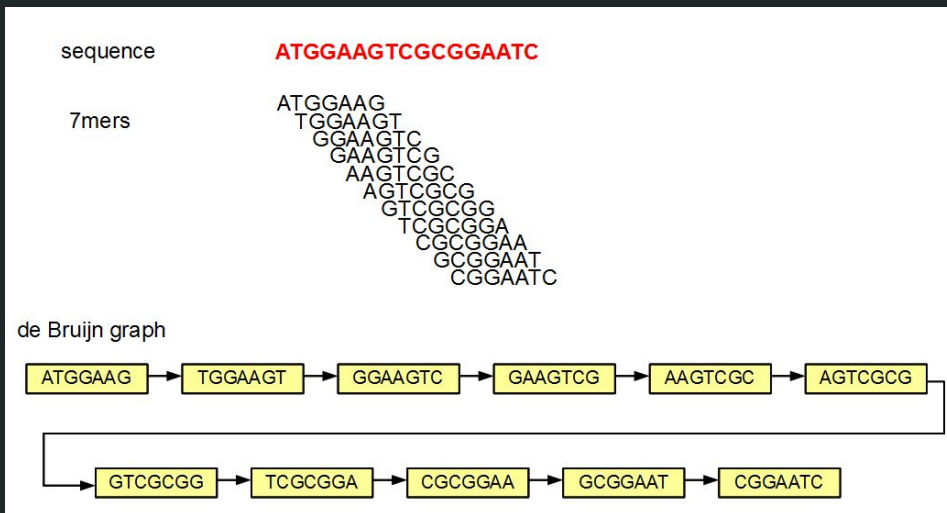 sequence ATGGAAGTCGCGGAATC
7mers
ATGGAAG
TGGAAGT
GGAAGTC
GAAGTCG
AAGTCGC
AGTCGCG
GTCGCGG
TCGCGGA
CGCGGAA
GCGGAAT
CGGAATC
de Bruijn graph
ATGGAAG TGGAAGT GGAAGTC GAAGTCG AAGTCGC AGTCGCG
GTCGCGG TCGCGGA CGCGGAA GCGGAAT CGGAATC